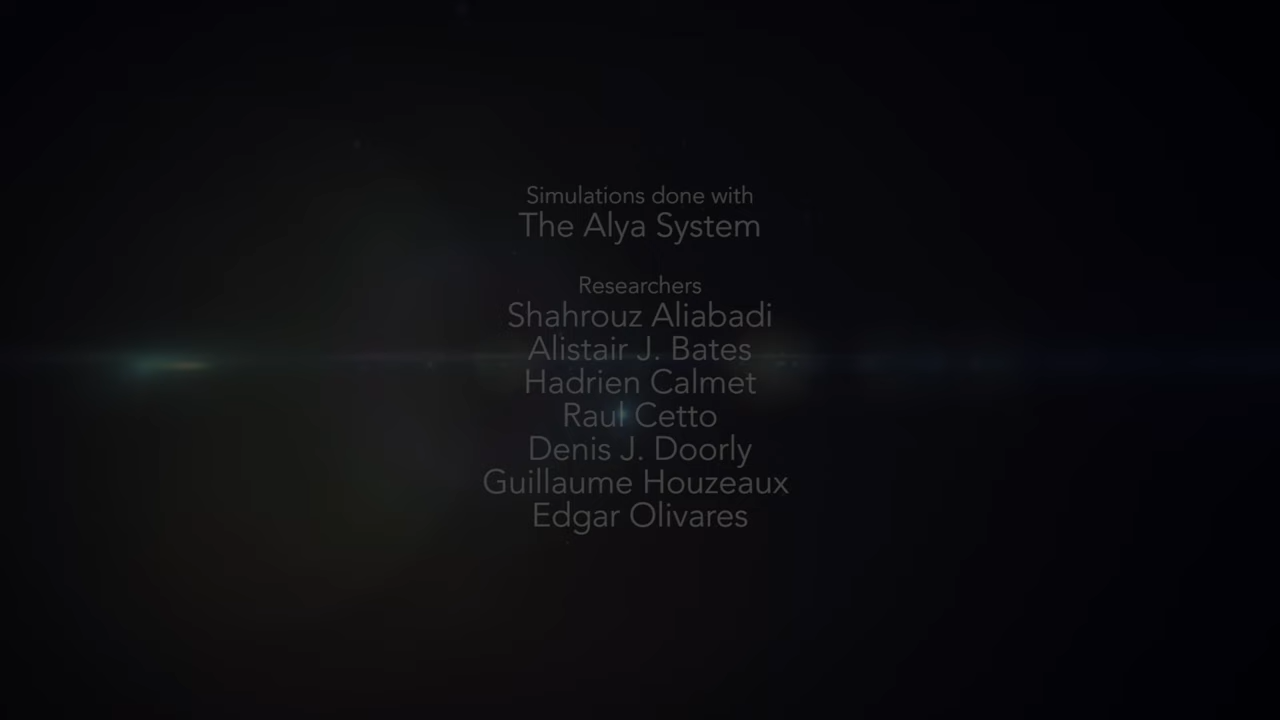 Simulations done with
The Alya System
Researchers
Shahrouz Aliabadi
Alistair J. Bates
Hadrien Calmet
Raul Cetto
Denis J. Doorly
Guillaume Houzeaux
Edgar Olivares